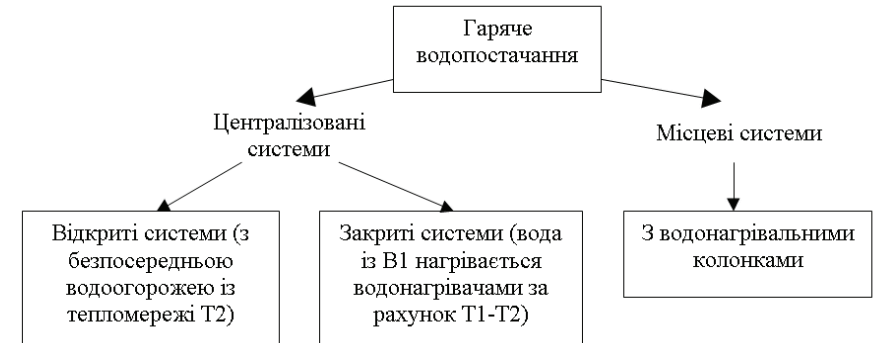 Гаряче
водопостачання
Централізовані
системи
Місцеві системи
Відкриті системи (з
безпосередньою
водоогорожею із
тепломережі Т2)
Закриті системи (вода
із В1 нагрівається
водонагрівачами за
рахунок Т1-Т2)
З водонагрівальними
колонками